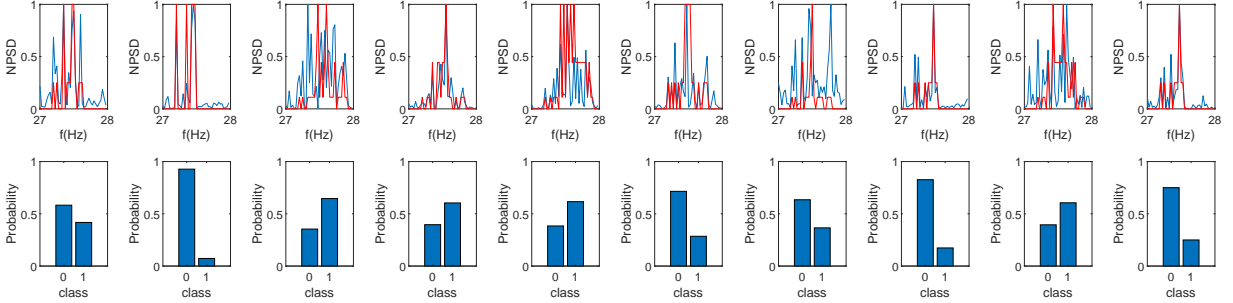 1 1 1 1 1 1 1 1 1 1
NPSD NPSD NPSD NPSD NPSD NPSD NPSD NPSD NPSD NPSD
0.5 0.5 0.5 0.5 0.5 0.5 0.5 0.5 0.5 0.5
0 0 0 0 0 0 0 0 0 0
27 28 27 28 27 28 27 28 27 28 27 28 27 28 27 28 27 28 27 28
f(Hz) f(Hz) f(Hz) f(Hz) f(Hz) f(Hz) f(Hz) f(Hz) f(Hz) f(Hz)
1 1 1 1 1 1 1 1 1 1
Probability Probability Probability Probability Probability Probability Probability Probability Probability Probability
0.5 0.5 0.5 0.5 0.5 0.5 0.5 0.5 0.5 0.5
0 0 0 0 0 0 0 0 0 0
0 1 0 1 0 1 0 1 0 1 0 1 0 1 0 1 0 1 0 1
class class class class class class class class class class